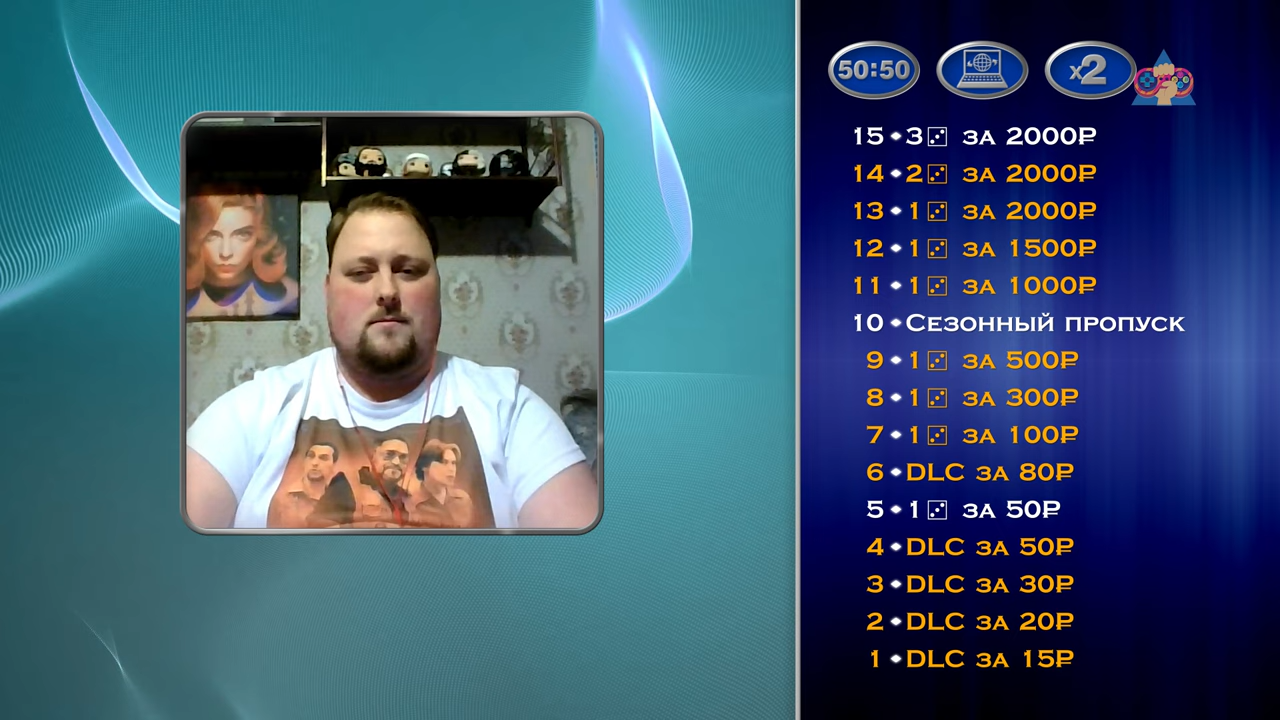 50:50
x2
15 ♦ 3⚂ за 2000₽
14 ♦ 2⚂ за 2000₽
13 ♦ 1⚂ за 2000₽
12 ♦ 1⚂ за 1500₽
11 ♦ 1⚂ за 1000₽
10 ♦ Сезонный пропуск
9 ♦ 1⚂ за 500₽
8 ♦ 1⚂ за 300₽
7 ♦ 1⚂ за 100₽
6 ♦ DLC за 80₽
5 ♦ 1⚂ за 50₽
4 ♦ DLC за 50₽
3 ♦ DLC за 30₽
2 ♦ DLC за 20₽
1 ♦ DLC за 15₽